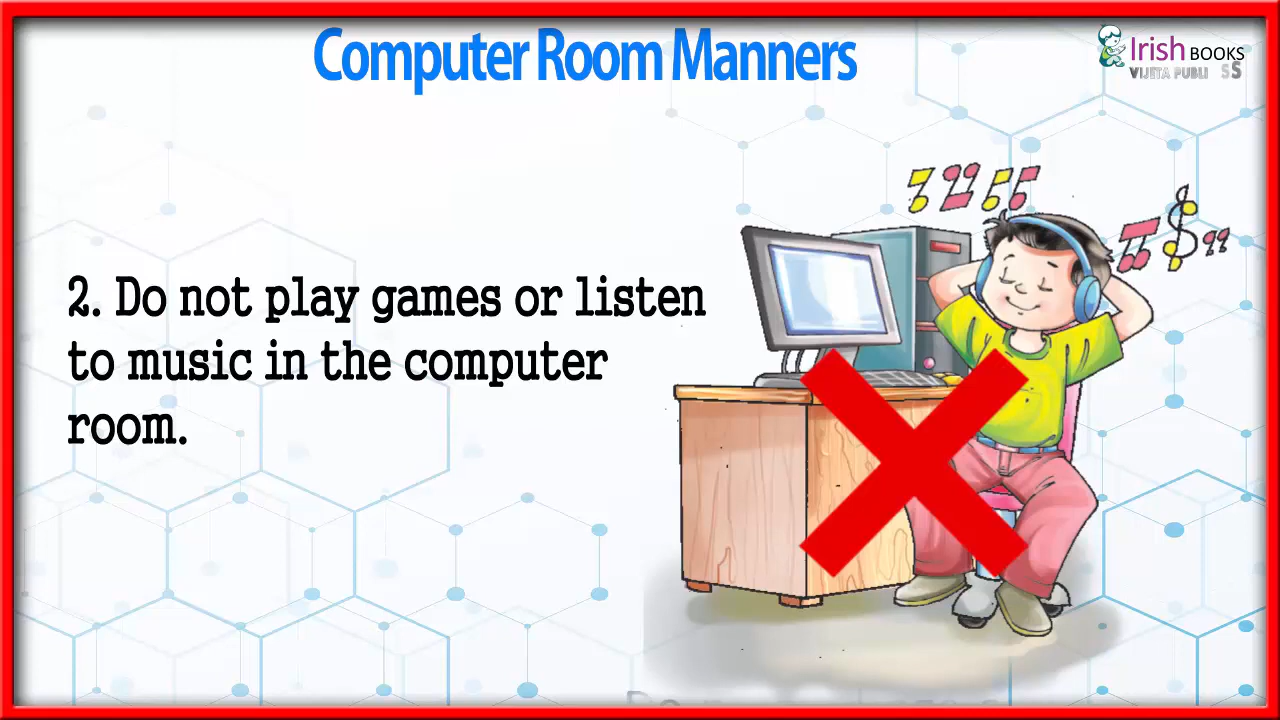 Computer Room Manners
Irish BOOKS
2. Do not play games or listen
to music in the computer
room.